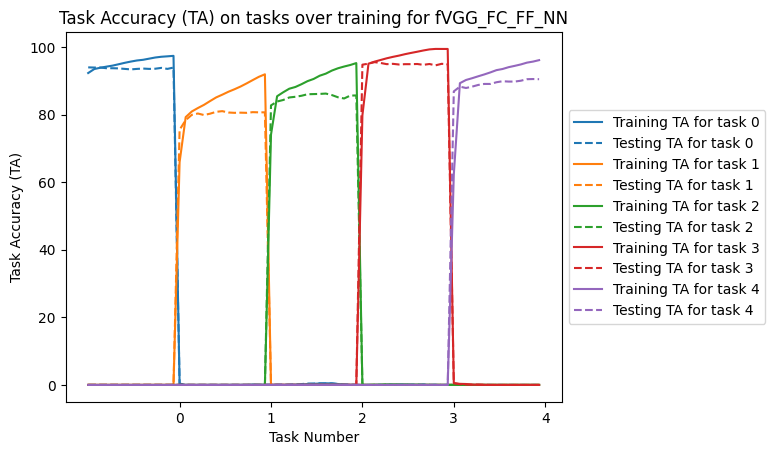 Task Accuracy (TA) on tasks over training for fVGG_FC_FF_NN
Task Accuracy (TA)
100
80
60
40
20
0
0
1
2
3
4
Task Number
Training TA for task 0
Testing TA for task 0
Training TA for task 1
Testing TA for task 1
Training TA for task 2
Testing TA for task 2
Training TA for task 3
Testing TA for task 3
Training TA for task 4
Testing TA for task 4